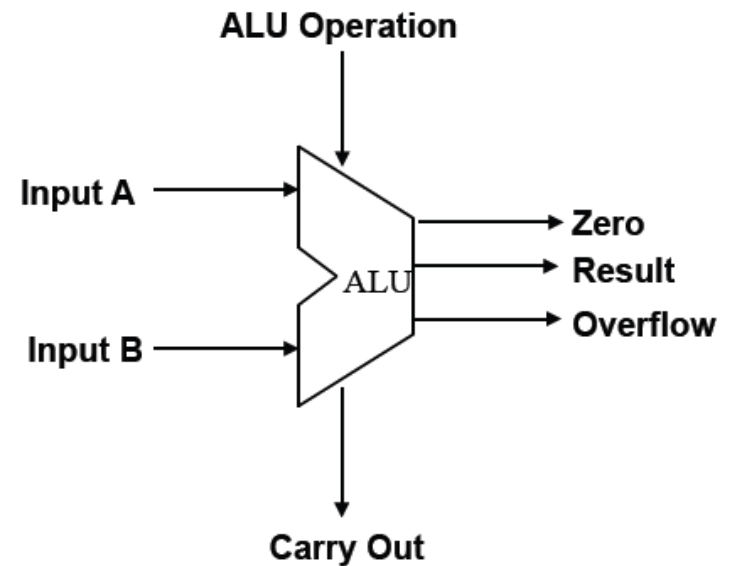 ALU Operation
Input A
Zero
Result
ALU
Overflow
Input B
Carry Out